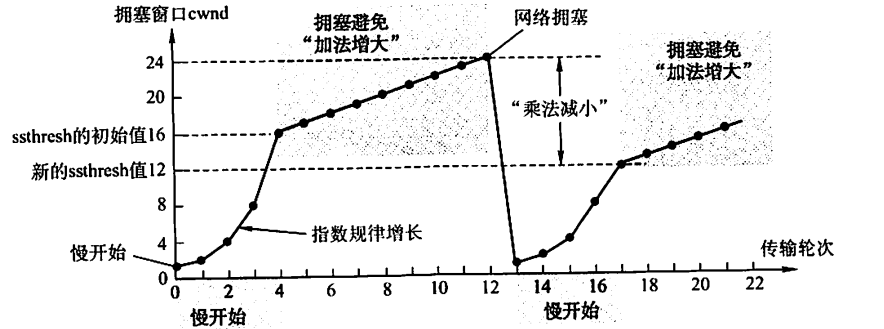 拥塞窗口cwnd
拥塞避免
“加法增大”
网络拥塞
拥塞避免
“加法增大”
24
20
“乘法减小”
ssthresh的初始值16
新的ssthresh值12
8
指数规律增长
慢开始
4
传输轮次
0
0 2 4 6 8 10 12 14 16 18 20 22
慢开始
慢开始